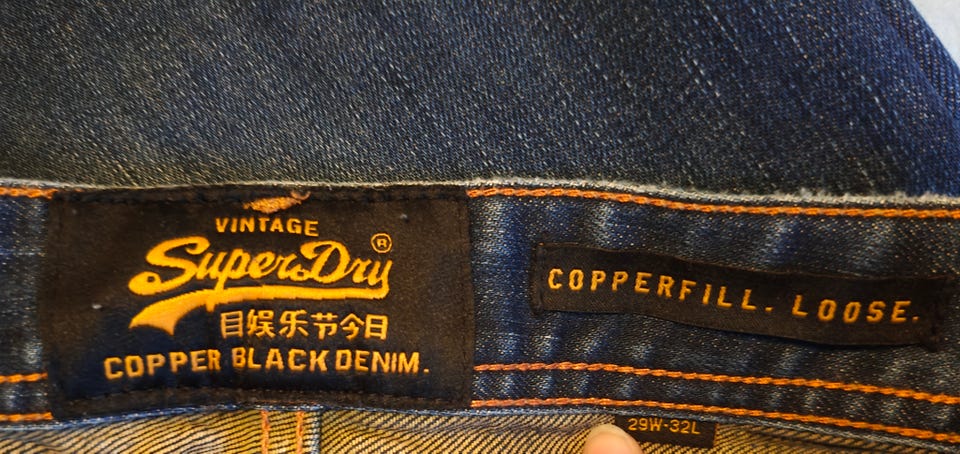 VINTAGE
SuperDry®
目娱乐节今日
COPPER BLACK DENIM.
COPPERFILL. LOOSE.
29W-32L